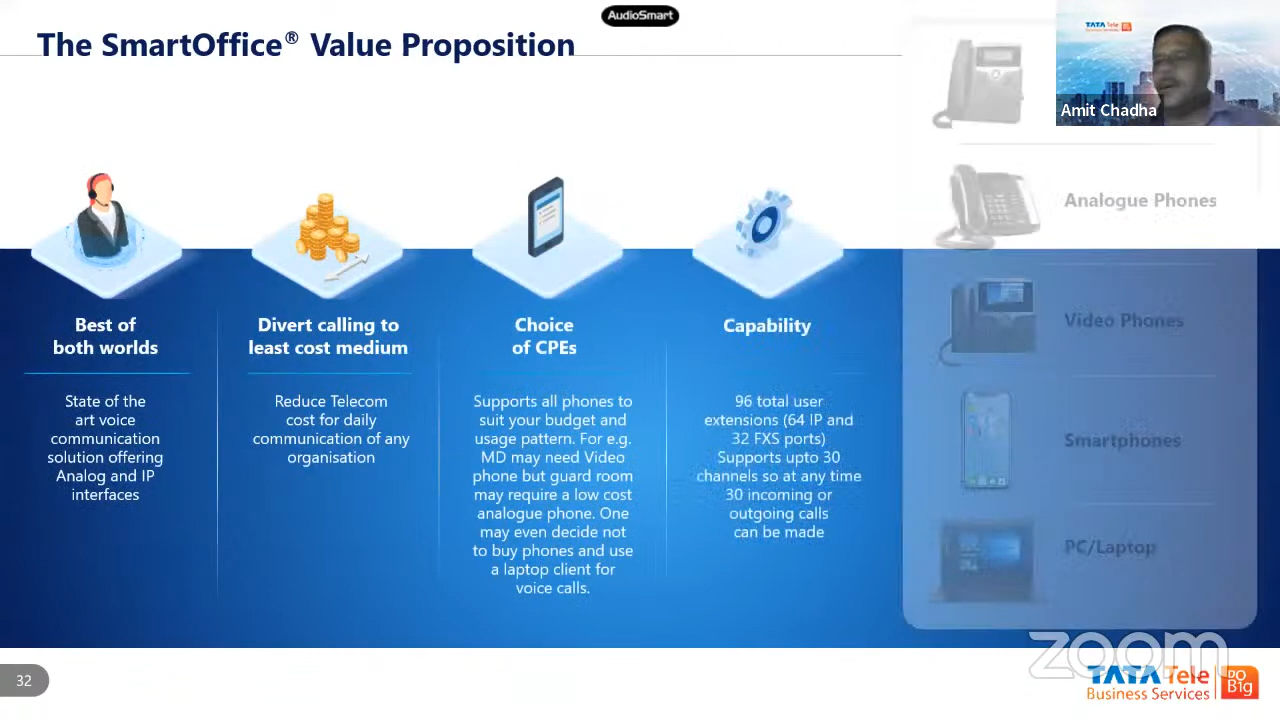 AudioSmart
The SmartOffice® Value Proposition
TATA Tele
Business Services
Amit Chadha
Analogue Phones
Video Phones
Smartphones
PC/Laptop
Best of
both worlds
State of the
art voice
communication
solution offering
Analog and IP
interfaces
Divert calling to
least cost medium
Reduce Telecom
cost for daily
communication of any
organisation
Choice
of CPEs
Supports all phones to
suit your budget and
usage pattern. For e.g.
MD may need Video
phone but guard room
may require a low cost
analogue phone. One
may even decide not
to buy phones and use
a laptop client for
voice calls.
Capability
96 total user
extensions (64 IP and
32 FXS ports)
Supports upto 30
channels so at any time
30 incoming or
outgoing calls
can be made
zoom
32
TATA Tele
Business Services
DO
B1g